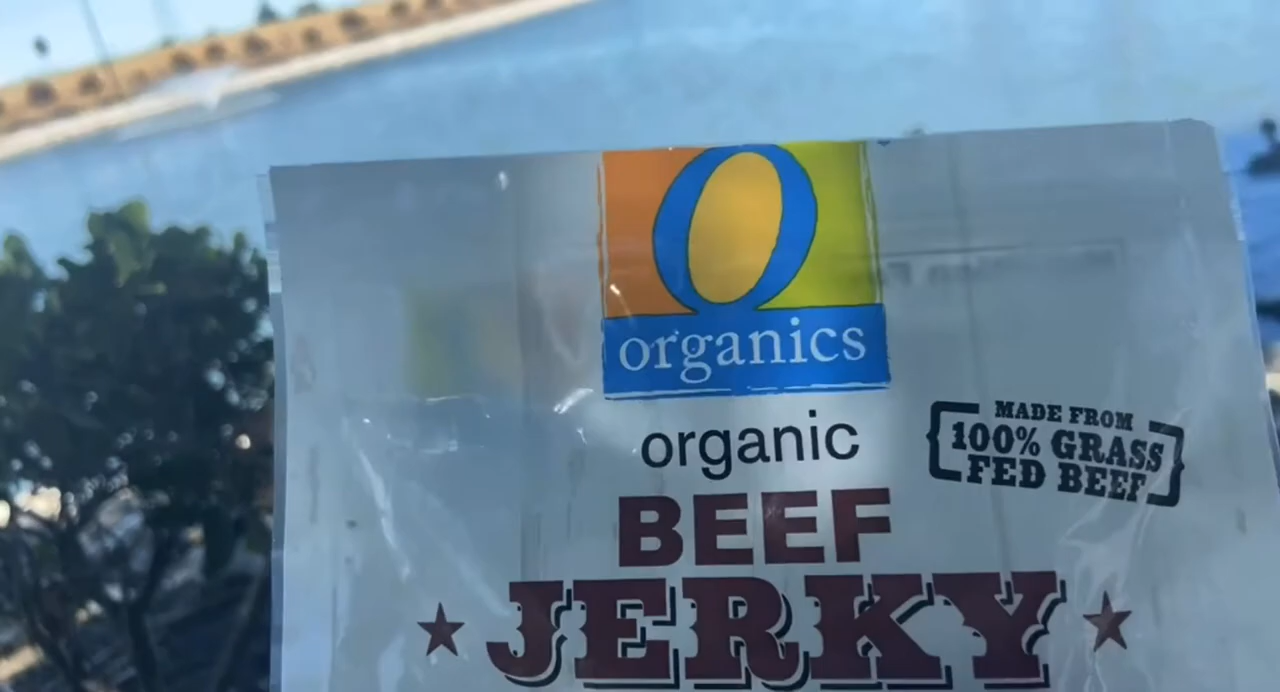 O
organics
organic
BEEF
JERKY
MADE FROM
100% GRASS
FED BEEF